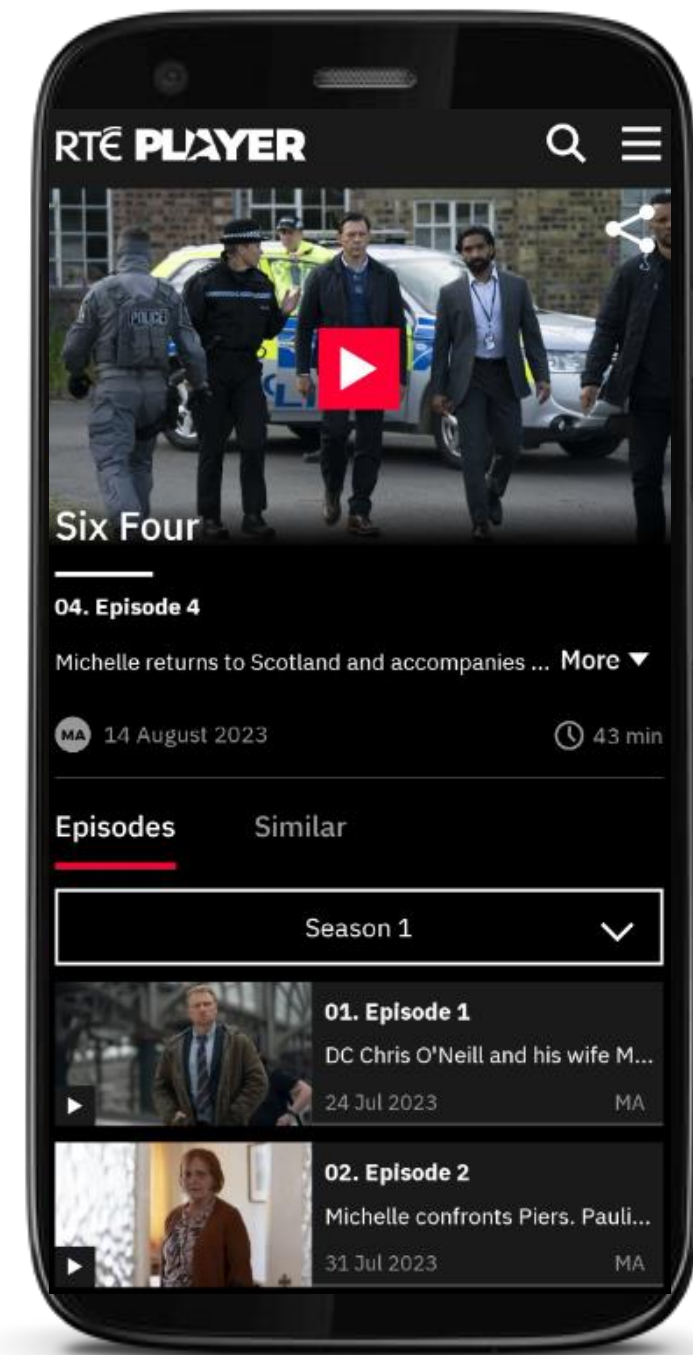 RTÉ PLAYER
POLICE
Six Four
04. Episode 4
Michelle returns to Scotland and accompanies ... More
MA 14 August 2023 43 min
Episodes Similar
Season 1
01. Episode 1
DC Chris O'Neill and his wife M...
24 Jul 2023 MA
02. Episode 2
Michelle confronts Piers. Pauli...
31 Jul 2023 MA